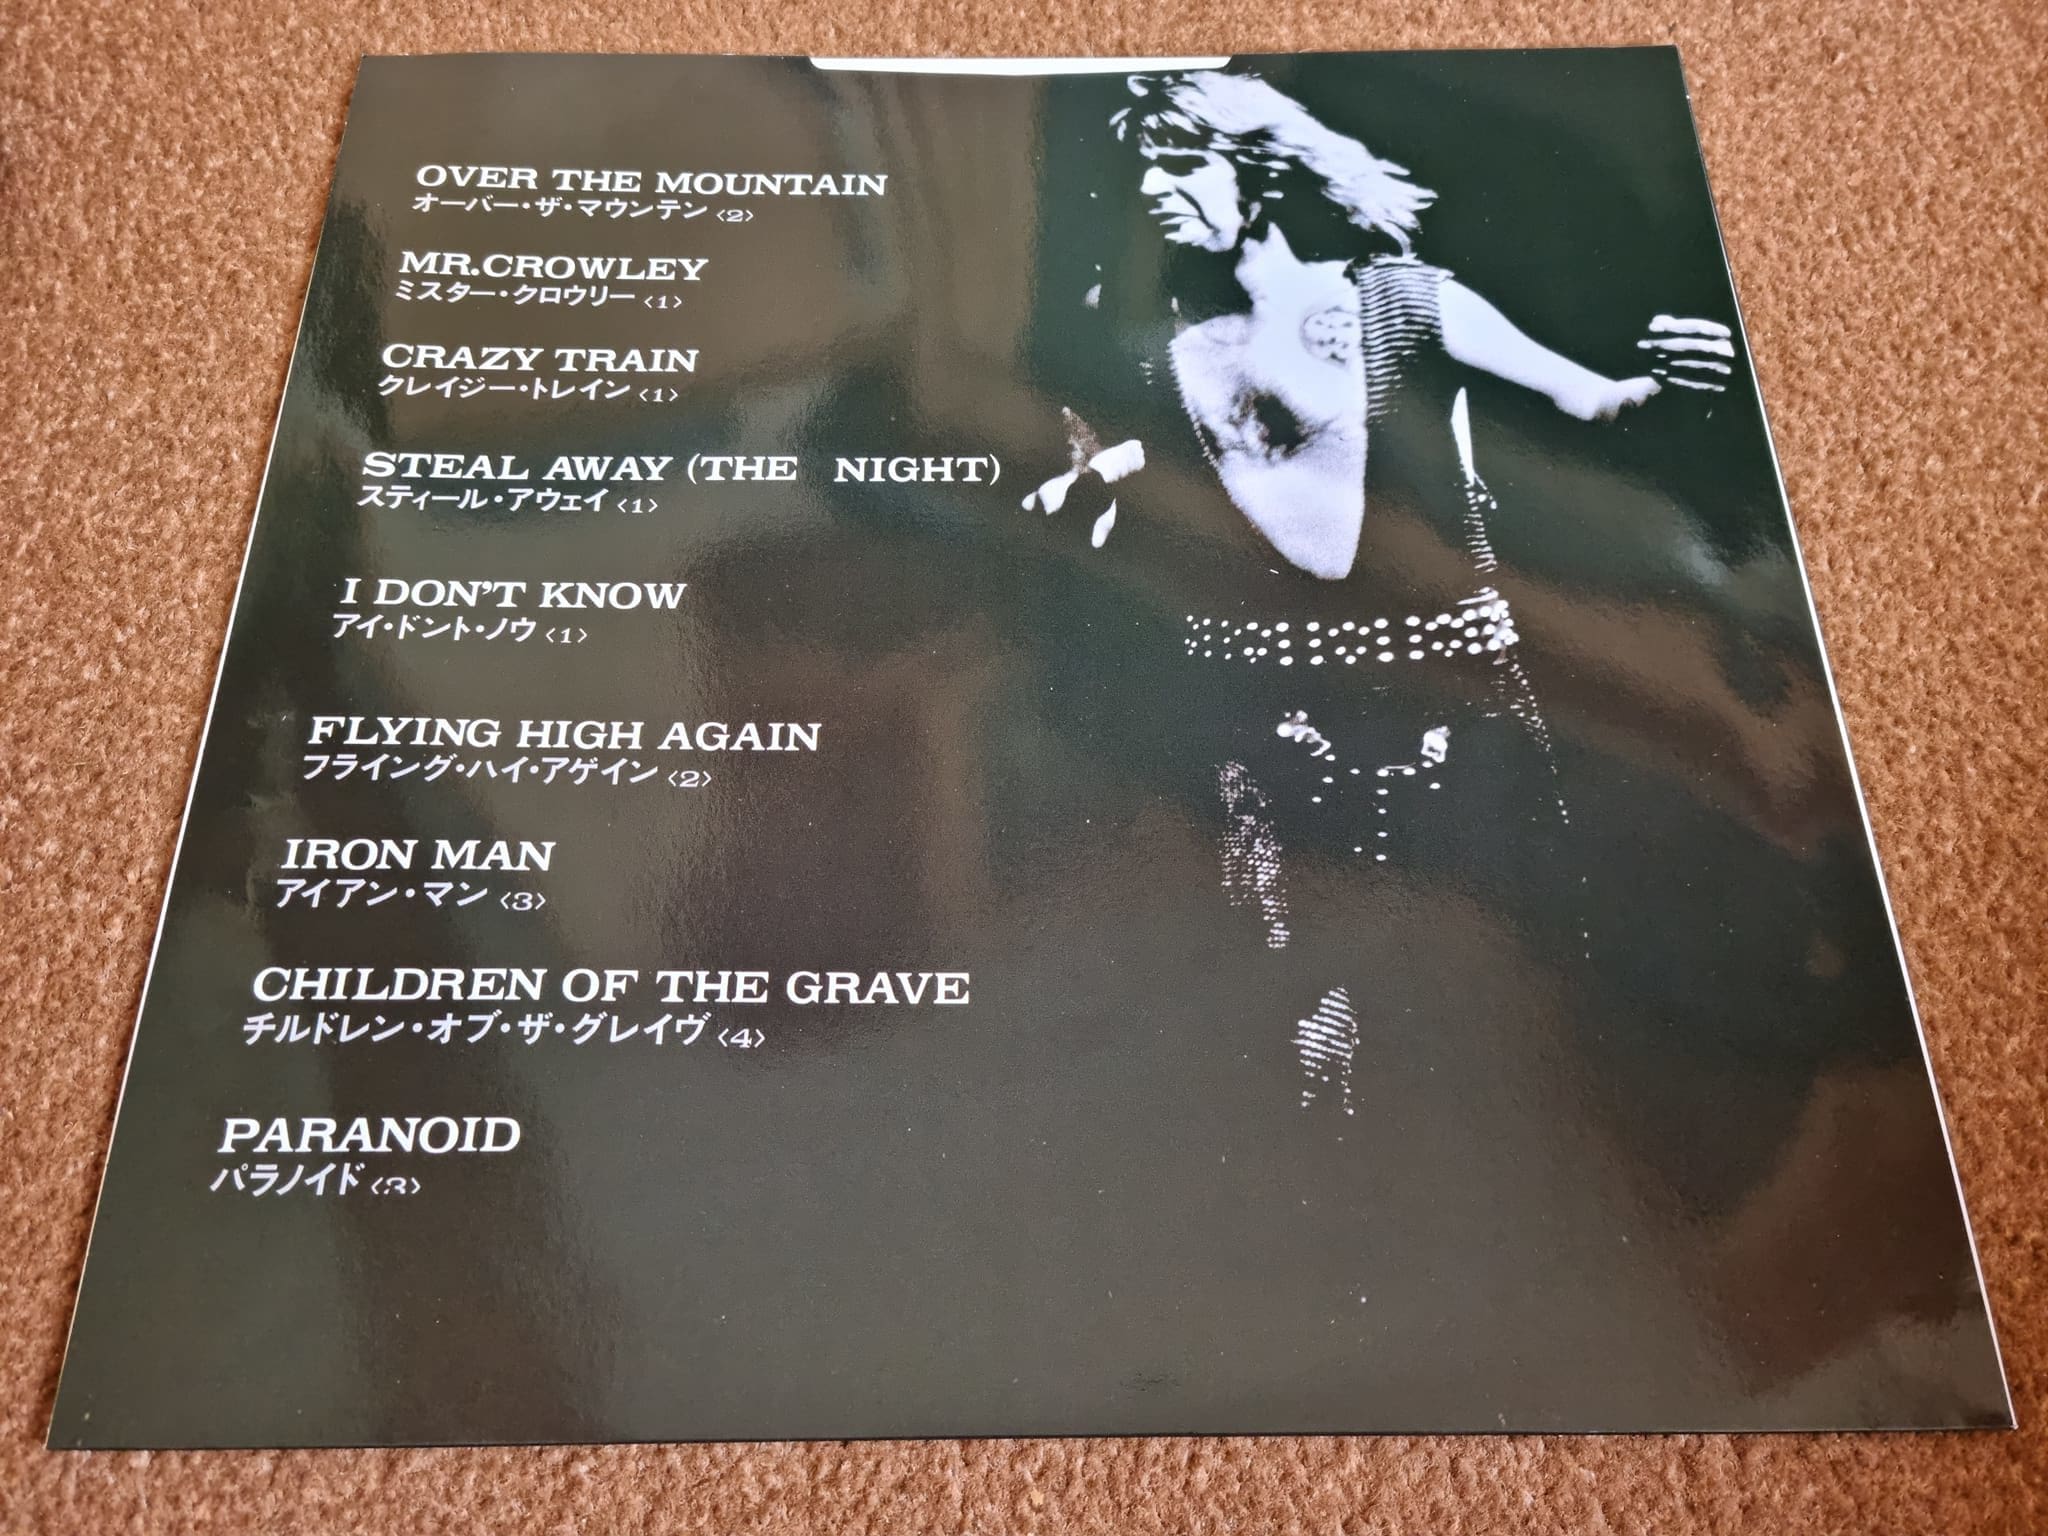 OVER THE MOUNTAIN
オーバー・ザ・マウンテン〈2〉
MR.CROWLEY
ミスター・クロウリー〈1〉
CRAZY TRAIN
クレイジー・トレイン〈1〉
STEAL AWAY (THE NIGHT)
スティール・アウェイ〈1〉
I DON'T KNOW
アイ・ドント・ノウ〈1〉
FLYING HIGH AGAIN
フライング・ハイ・アゲイン〈2〉
IRON MAN
アイアン・マン〈3〉
CHILDREN OF THE GRAVE
チルドレン・オブ・ザ・グレイヴ〈4〉
PARANOID
パラノイド〈3〉